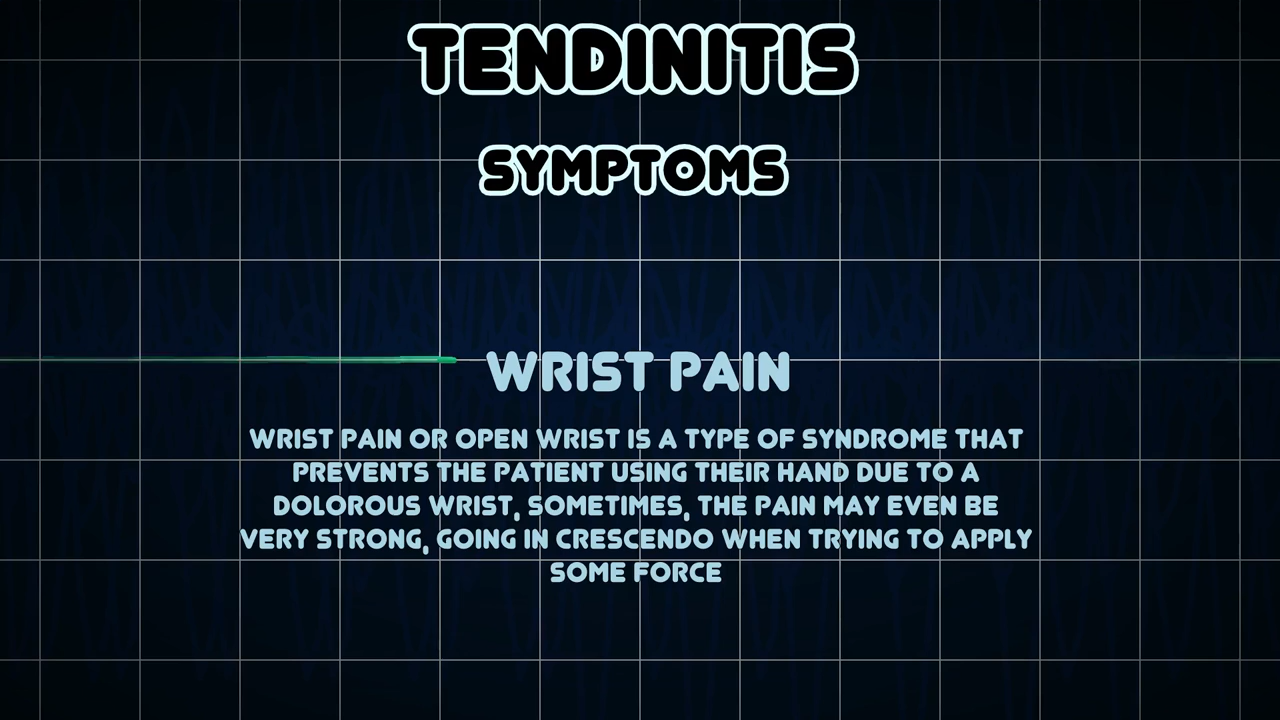 TENDINITIS
SYMPTOMS
WRIST PAIN
WRIST PAIN OR OPEN WRIST IS A TYPE OF SYNDROME THAT
PREVENTS THE PATIENT USING THEIR HAND DUE TO A
DOLOROUS WRIST, SOMETIMES, THE PAIN MAY EVEN BE
VERY STRONG, GOING IN CRESCENDO WHEN TRYING TO APPLY
SOME FORCE